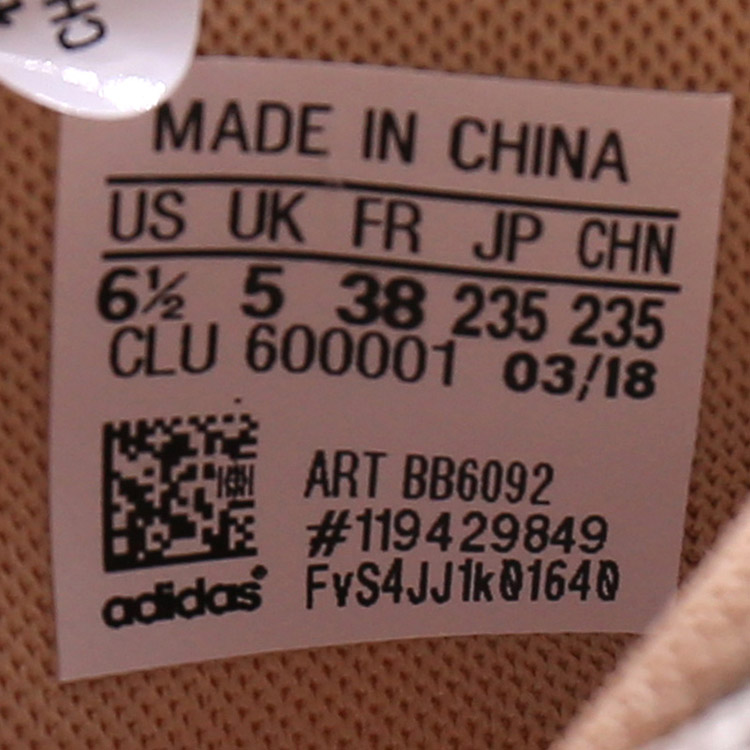 CH
MADE IN CHINA
US UK FR JP CHN
6½ 5 38 235 235
CLU 600001 03/18
ART BB6092
#119429849
FvS4JJ1k01640
adidas